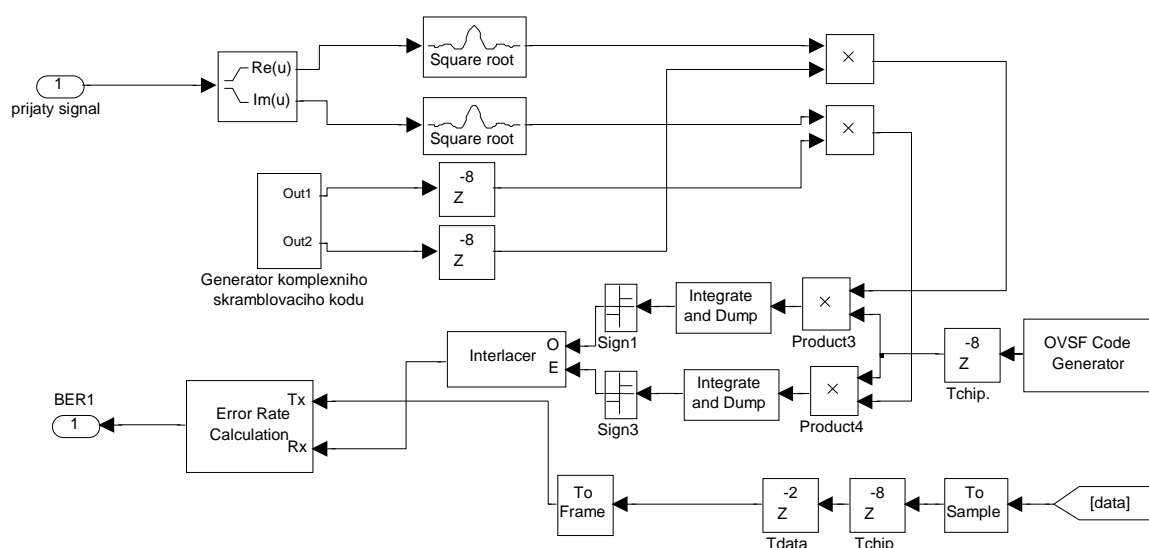 1
prijaty signal
Re(u)
Im(u)
Square root
×
Square root
×
-8
Z
Out1
Out2
-8
Z
Generator komplexniho
skramblovaciho kodu
Sign1
Integrate
and Dump
×
Product3
-8
Z
Tchip.
OVSF Code
Generator
Interlacer
O
E
Sign3
Integrate
and Dump
×
Product4
BER1
1
Error Rate
Calculation
Tx
Rx
To
Frame
-2
Z
Tdata
-8
Z
Tchip
To
Sample
[data]